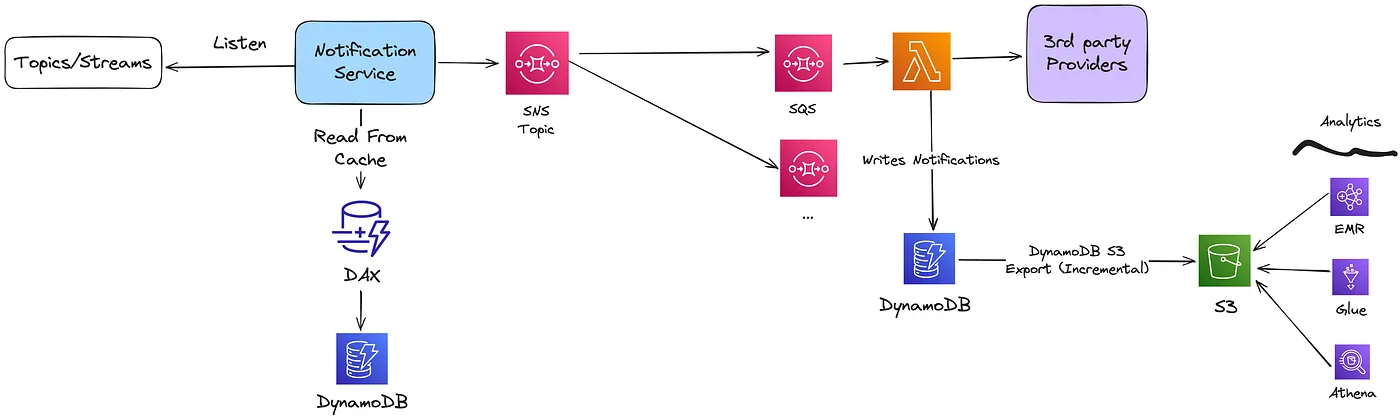 Topics/Streams
Listen
Notification
Service
Read From
Cache
DAX
DynamoDB
SNS
Topic
SQS
...
3rd party
Providers
Writes Notifications
DynamoDB
DynamoDB S3
Export (Incremental)
S3
Analytics
EMR
Glue
Athena